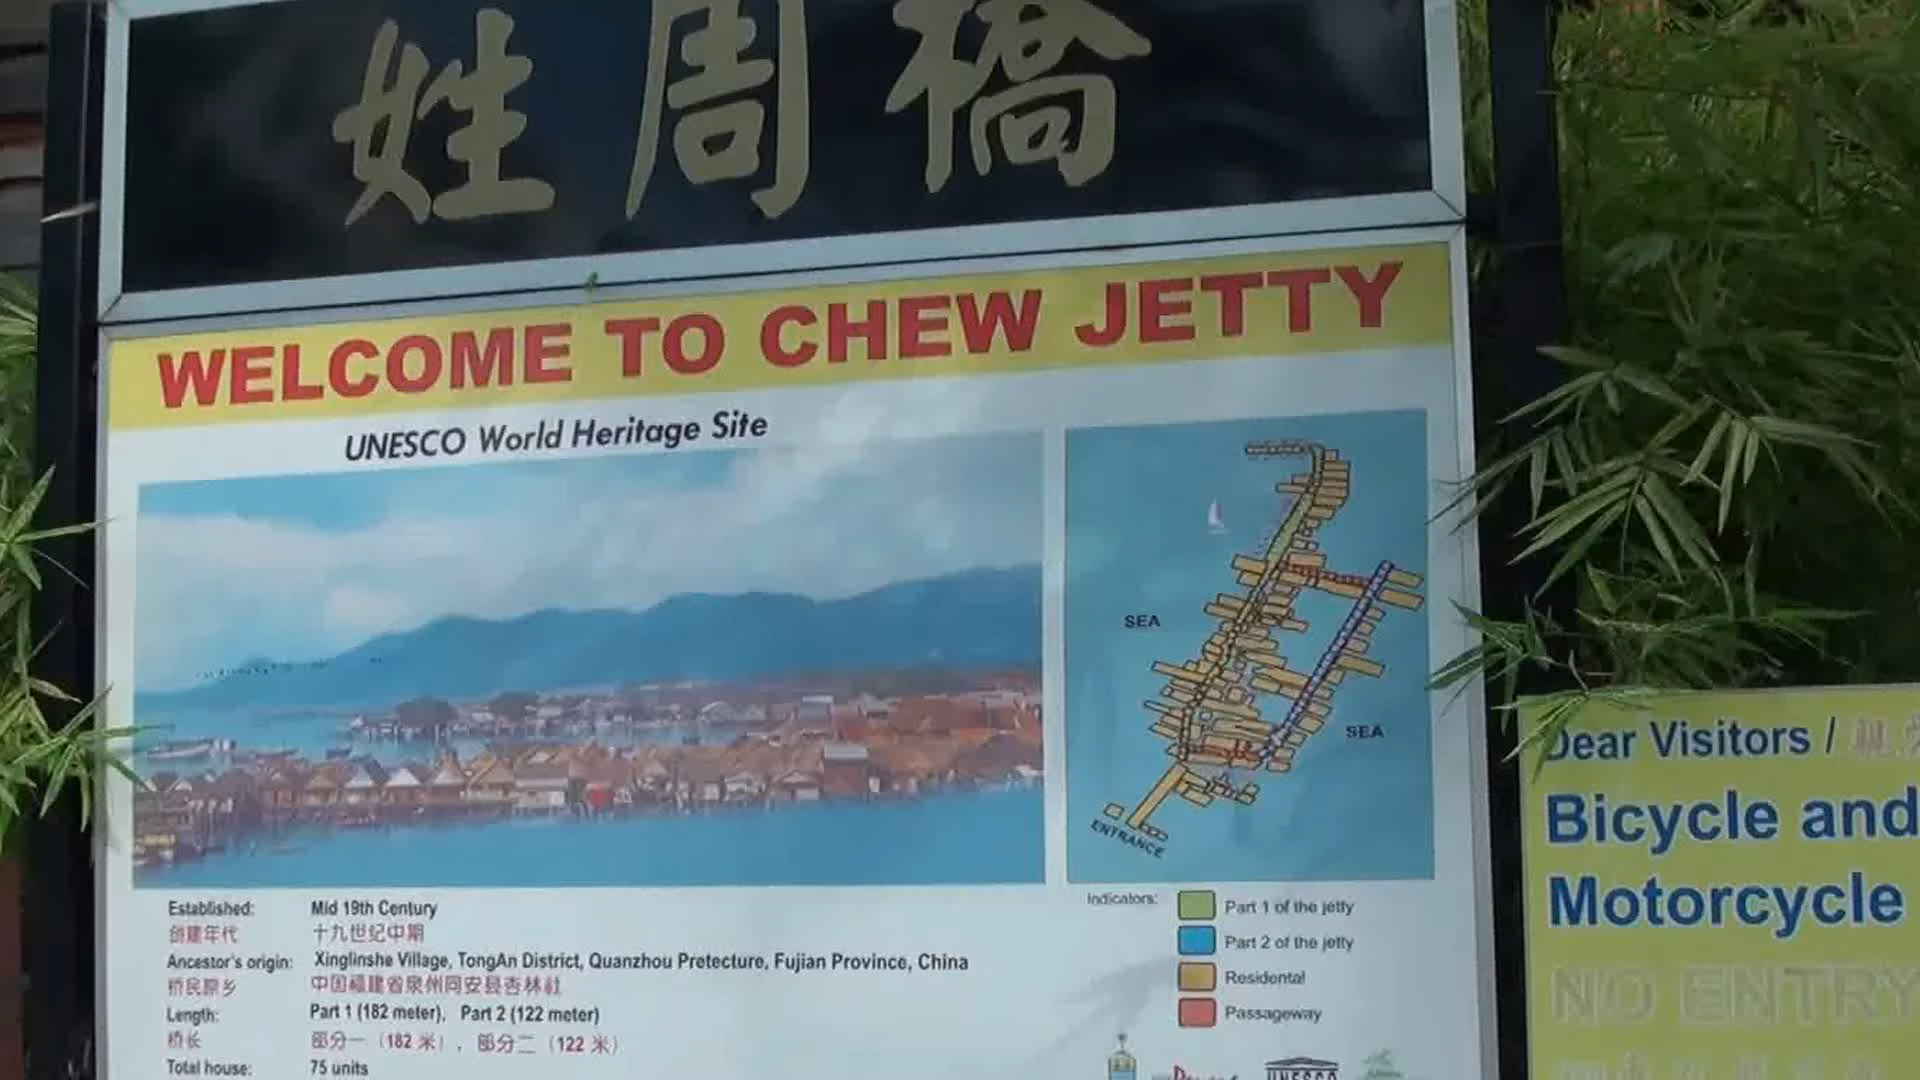 姓周橋
WELCOME TO CHEW JETTY
UNESCO World Heritage Site
SEA
SEA
ENTRANCE
Established: Mid 19th Century
创建年代 十九世纪中期
Ancestor's origin: Xinglinshe Village, TongAn District, Quanzhou Pretecture, Fujian Province, China
桥民原乡 中国福建省泉州同安县杏林社
Length: Part 1 (182 meter), Part 2 (122 meter)
桥长 部分一（182 米）, 部分二（122 米）
Total house: 75 units
Indicators:
Part 1 of the jetty
Part 2 of the jetty
Residental
Passageway
UNESCO
Dear Visitors /
Bicycle and
Motorcycle
NO ENTRY